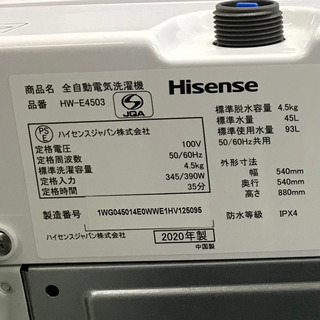 商品名 全自動電気洗濯機
Hisense
品番 HW-E4503
JQA
PS
E
ハイセンスジャパン株式会社
定格電圧 100V
定格周波数 50/60Hz
標準洗濯容量 4.5kg
定格入力 345/390W
定格時間 35分
標準脱水容量 4.5kg
標準水量 45L
標準使用水量 93L
50/60Hz共用
外形寸法
幅 540mm
奥行 540mm
高さ 880mm
防水等級 IPX4
製造番号 1WG045014E0WWE1HV125095
ハイセンスジャパン株式会社
2020年製
中国製